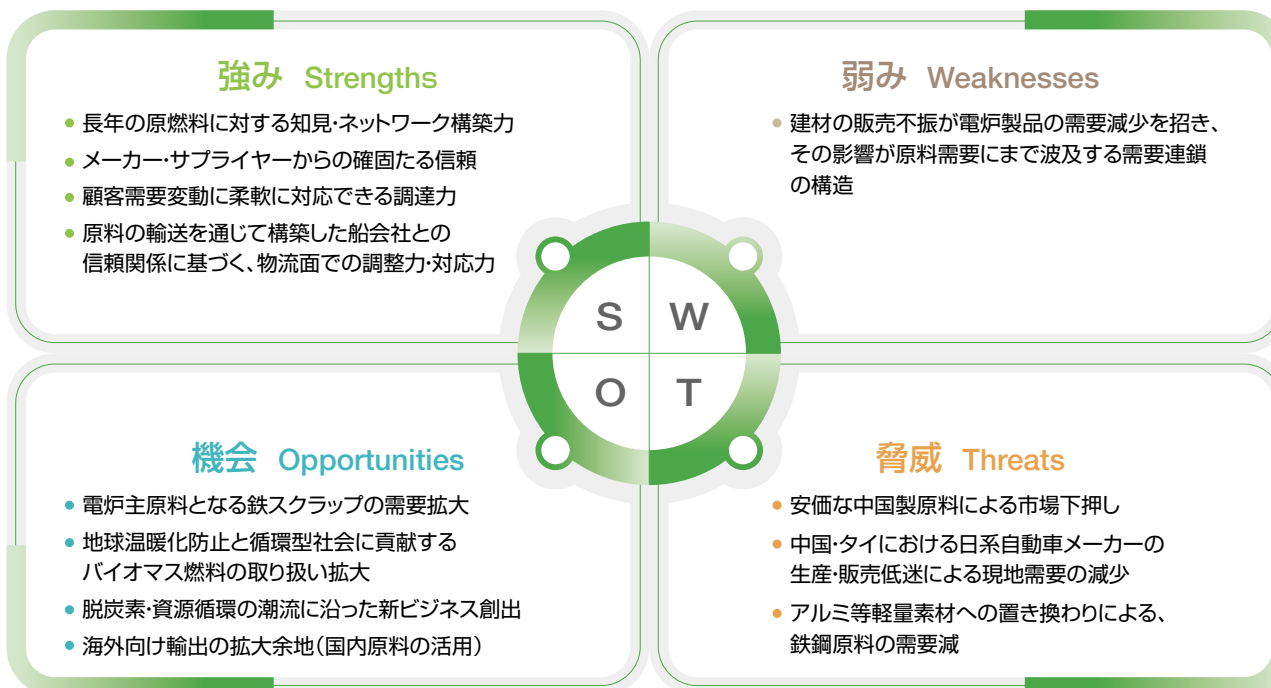 強み Strengths
• 長年の原燃料に対する知見・ネットワーク構築力
• メーカー・サプライヤーからの確固たる信頼
• 顧客需要変動に柔軟に対応できる調達力
• 原料の輸送を通じて構築した船会社との
信頼関係に基づく、物流面での調整力・対応力
弱み Weaknesses
• 建材の販売不振が電炉製品の需要減少を招き、
その影響が原料需要にまで波及する需要連鎖
の構造
S W
O T
機会 Opportunities
• 電炉主原料となる鉄スクラップの需要拡大
• 地球温暖化防止と循環型社会に貢献する
バイオマス燃料の取り扱い拡大
• 脱炭素・資源循環の潮流に沿った新ビジネス創出
• 海外向け輸出の拡大余地（国内原料の活用）
脅威 Threats
• 安価な中国製原料による市場下押し
• 中国・タイにおける日系自動車メーカーの
生産・販売低迷による現地需要の減少
• アルミ等軽量素材への置き換わりによる、
鉄鋼原料の需要減